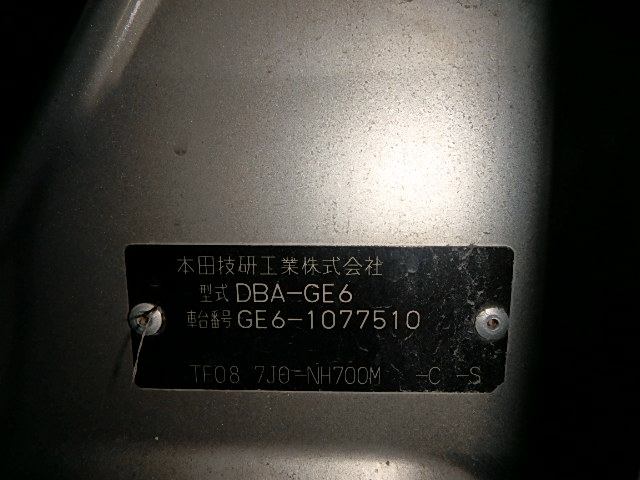 本田技研工業株式会社
型式 DBA-GE6
車台番号 GE6-1077510
TF08 7J0-NH700M -C -S